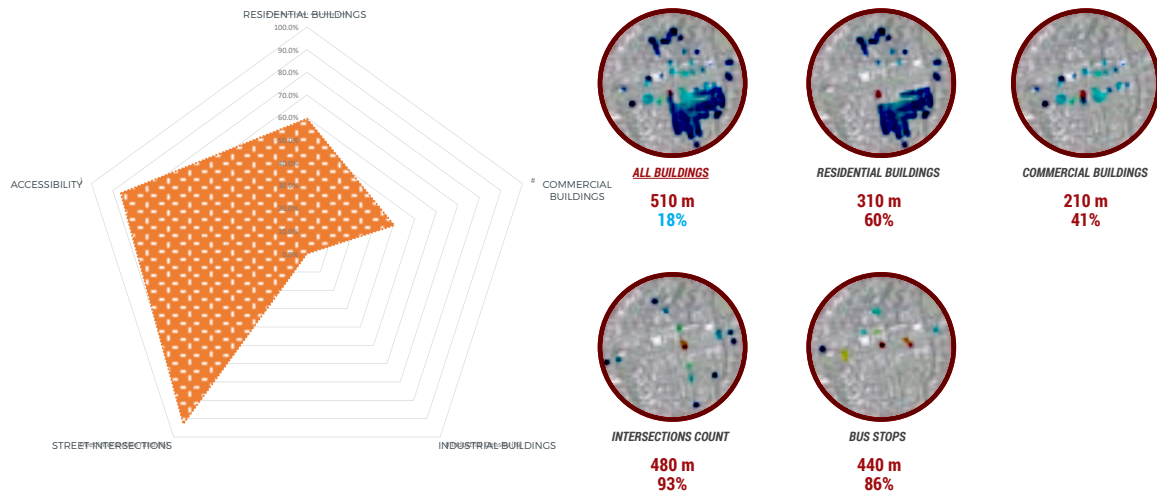 RESIDENTIAL BUILDINGS
100.0%
90.0%
80.0%
70.0%
60.0%
ACCESSIBILITY
COMMERCIAL
BUILDINGS
STREET INTERSECTIONS
INDUSTRIAL BUILDINGS
ALL BUILDINGS
510 m
18%
RESIDENTIAL BUILDINGS
310 m
60%
COMMERCIAL BUILDINGS
210 m
41%
INTERSECTIONS COUNT
480 m
93%
BUS STOPS
440 m
86%